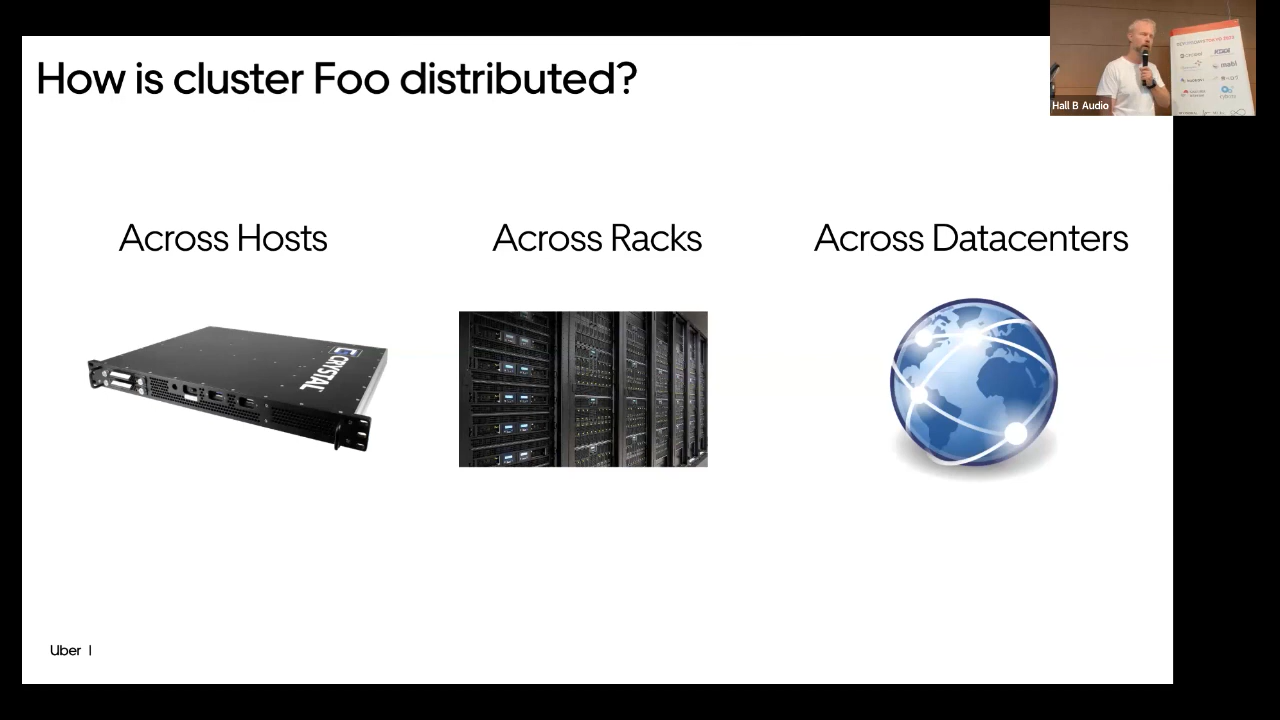 How is cluster Foo distributed?
Across Hosts
Across Racks
Across Datacenters
CRYSTAL
Uber |
Hall B Audio